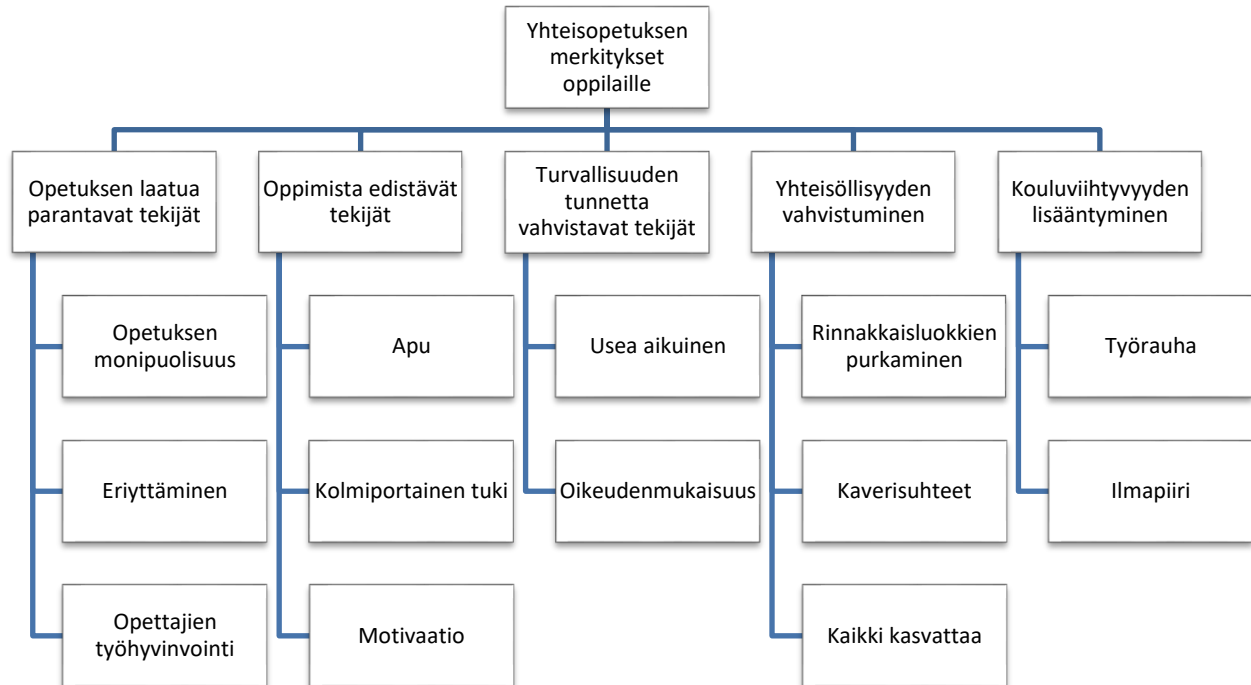 Yhteisopetuksen
merkitykset
oppilaille
Opetuksen laatua
parantavat tekijät
Oppimista edistävät
tekijät
Turvallisuuden
tunnetta
vahvistavat tekijät
Yhteisöllisyyden
vahvistuminen
Kouluviihtyvyyden
lisääntyminen
Opetuksen
monipuolisuus
Apu
Usea aikuinen
Rinnakkaisluokkien
purkaminen
Työrauha
Eriyttäminen
Kolmiportainen tuki
Oikeudenmukaisuus
Kaverisuhteet
Ilmapiiri
Opettajien
työhyvinvointi
Motivaatio
Kaikki kasvattaa